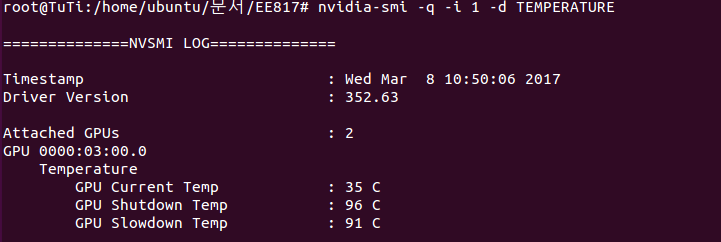 root@TuTi:/home/ubuntu/문서/EE817# nvidia-smi -q -i 1 -d TEMPERATURE
==============NVSMI LOG==============
Timestamp                           : Wed Mar  8 10:50:06 2017
Driver Version                      : 352.63
Attached GPUs                       : 2
GPU 0000:03:00.0
    Temperature
        GPU Current Temp            : 35 C
        GPU Shutdown Temp           : 96 C
        GPU Slowdown Temp           : 91 C